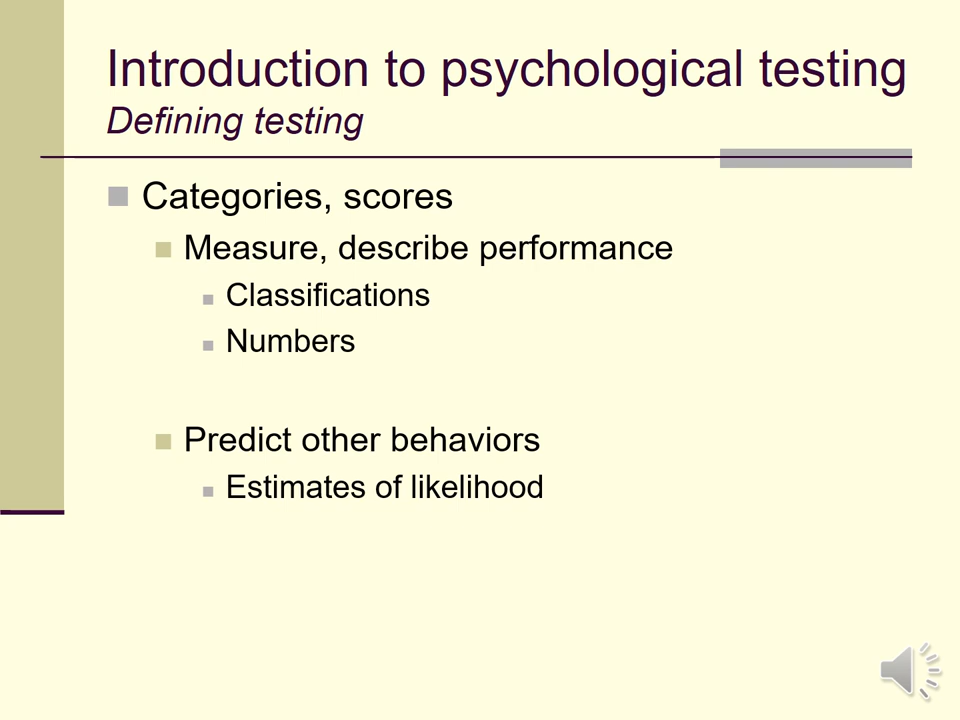 Introduction to psychological testing
Defining testing
Categories, scores
Measure, describe performance
Classifications
Numbers
Predict other behaviors
Estimates of likelihood